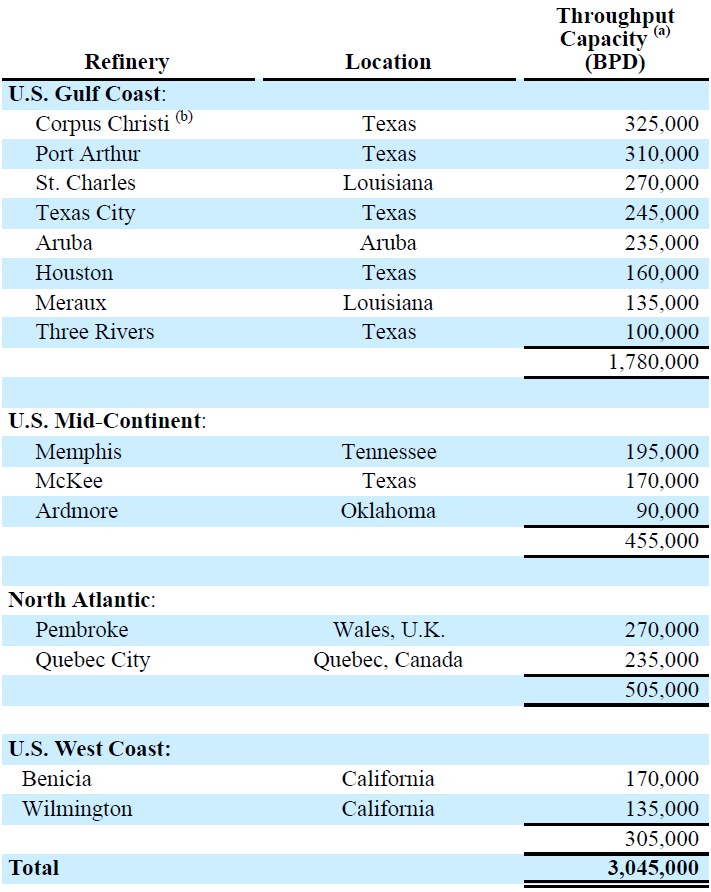 Refinery Location Throughput Capacity (a) (BPD)
U.S. Gulf Coast:
Corpus Christi (b) Texas 325,000
Port Arthur Texas 310,000
St. Charles Louisiana 270,000
Texas City Texas 245,000
Aruba Aruba 235,000
Houston Texas 160,000
Meraux Louisiana 135,000
Three Rivers Texas 100,000
1,780,000
U.S. Mid-Continent:
Memphis Tennessee 195,000
McKee Texas 170,000
Ardmore Oklahoma 90,000
455,000
North Atlantic:
Pembroke Wales, U.K. 270,000
Quebec City Quebec, Canada 235,000
505,000
U.S. West Coast:
Benicia California 170,000
Wilmington California 135,000
305,000
Total 3,045,000